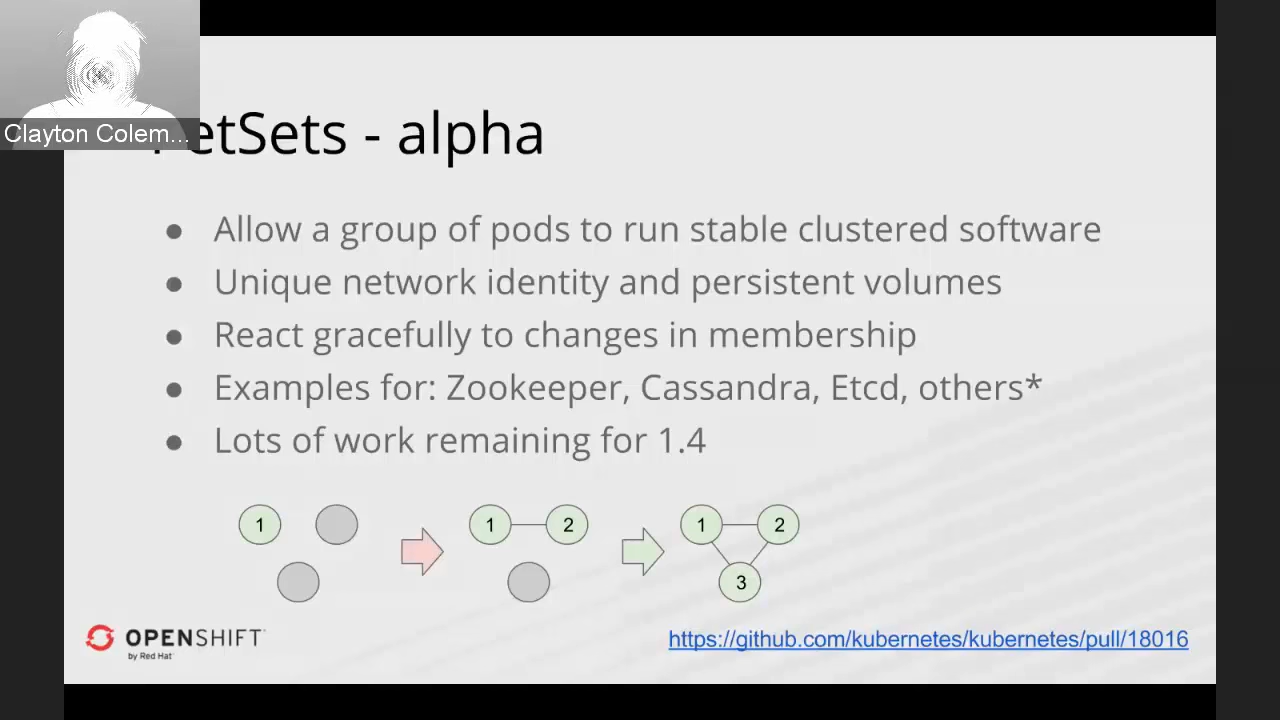 Clayton Colem...
PetSets - alpha
● Allow a group of pods to run stable clustered software
● Unique network identity and persistent volumes
● React gracefully to changes in membership
● Examples for: Zookeeper, Cassandra, Etcd, others*
● Lots of work remaining for 1.4
1
1 2
1 2
3
OPENSHIFT
by Red Hat
https://github.com/kubernetes/kubernetes/pull/18016